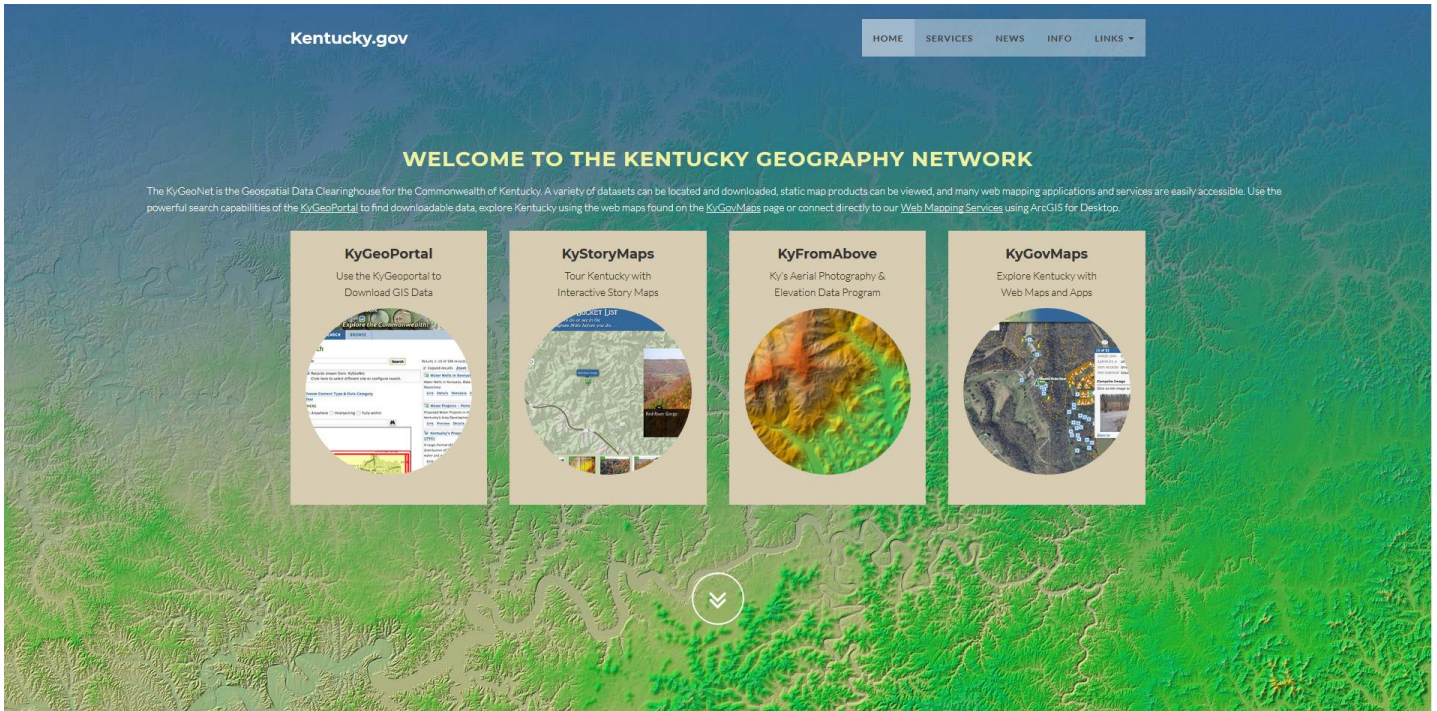 Kentucky.gov
HOME SERVICES NEWS INFO LINKS
WELCOME TO THE KENTUCKY GEOGRAPHY NETWORK
The KyGeoNet is the Geospatial Data Clearinghouse for the Commonwealth of Kentucky. A variety of datasets can be located and downloaded, static map products can be viewed, and many web mapping applications and services are easily accessible. Use the
powerful search capabilities of the KyGeoPortal to find downloadable data, explore Kentucky using the web maps found on the KyGovMaps page or connect directly to our Web Mapping Services using ArcGIS for Desktop.
KyGeoPortal
Use the KyGeoportal to
Download GIS Data
Explore the Commonwealth!
BROWSE
Search
KyStoryMaps
Tour Kentucky with
Interactive Story Maps
Red River Gorge
KyFromAbove
Ky's Aerial Photography &
Elevation Data Program
KyGovMaps
Explore Kentucky with
Web Maps and Apps